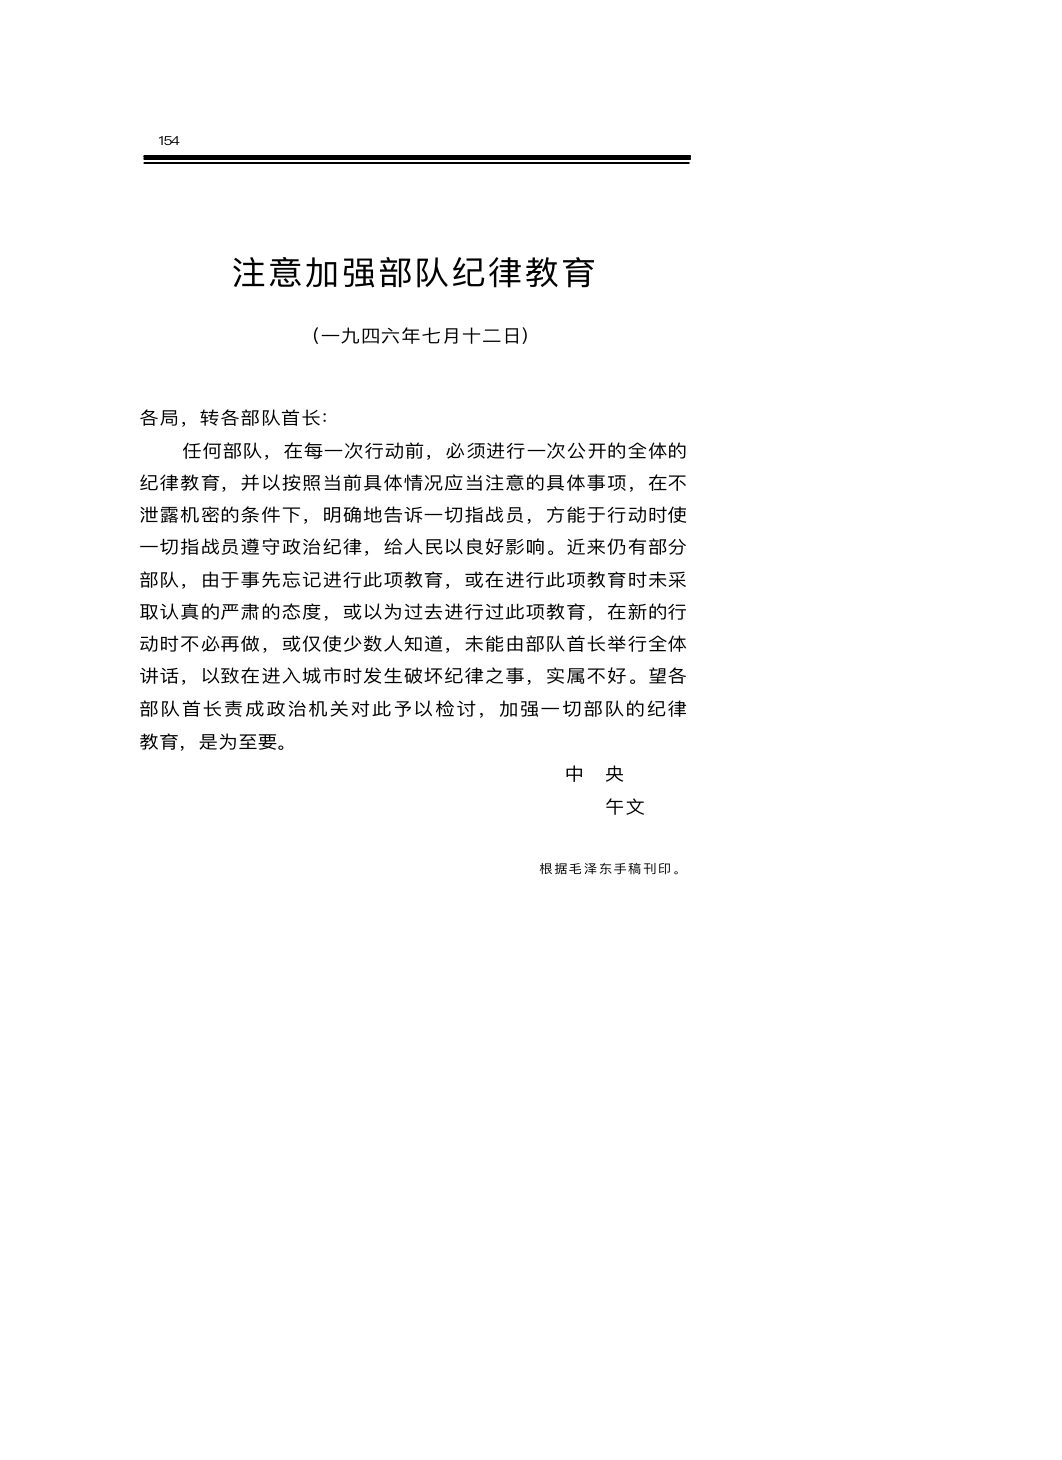 154
注意加强部队纪律教育
（一九四六年七月十二日）
各局，转各部队首长：
任何部队，在每一次行动前，必须进行一次公开的全体的
纪律教育，并以按照当前具体情况应当注意的具体事项，在不
泄露机密的条件下，明确地告诉一切指战员，方能于行动时使
一切指战员遵守政治纪律，给人民以良好影响。近来仍有部分
部队，由于事先忘记进行此项教育，或在进行此项教育时未采
取认真的严肃的态度，或以为过去进行过此项教育，在新的行
动时不必再做，或仅使少数人知道，未能由部队首长举行全体
讲话，以致在进入城市时发生破坏纪律之事，实属不好。望各
部队首长责成政治机关对此予以检讨，加强一切部队的纪律
教育，是为至要。
中　央
午文
根据毛泽东手稿刊印。